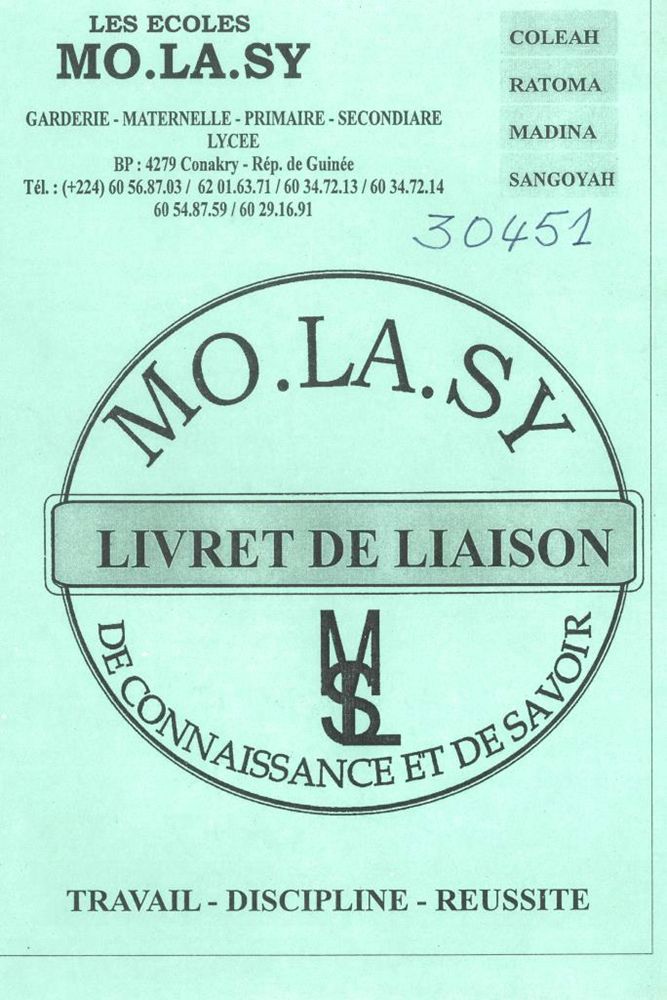 LES ECOLES
MO.LA.SY
GARDERIE - MATERNELLE - PRIMAIRE - SECONDIARE
LYCEE
BP : 4279 Conakry - Rép. de Guinée
Tél. : (+224) 60 56.87.03 / 62 01.63.71 / 60 34.72.13 / 60 34.72.14
60 54.87.59 / 60 29.16.91
COLEAH
RATOMA
MADINA
SANGOYAH
30451
MO.LA.SY
LIVRET DE LIAISON
MSL
DE CONNAISSANCE ET DE SAVOIR
TRAVAIL - DISCIPLINE - REUSSITE